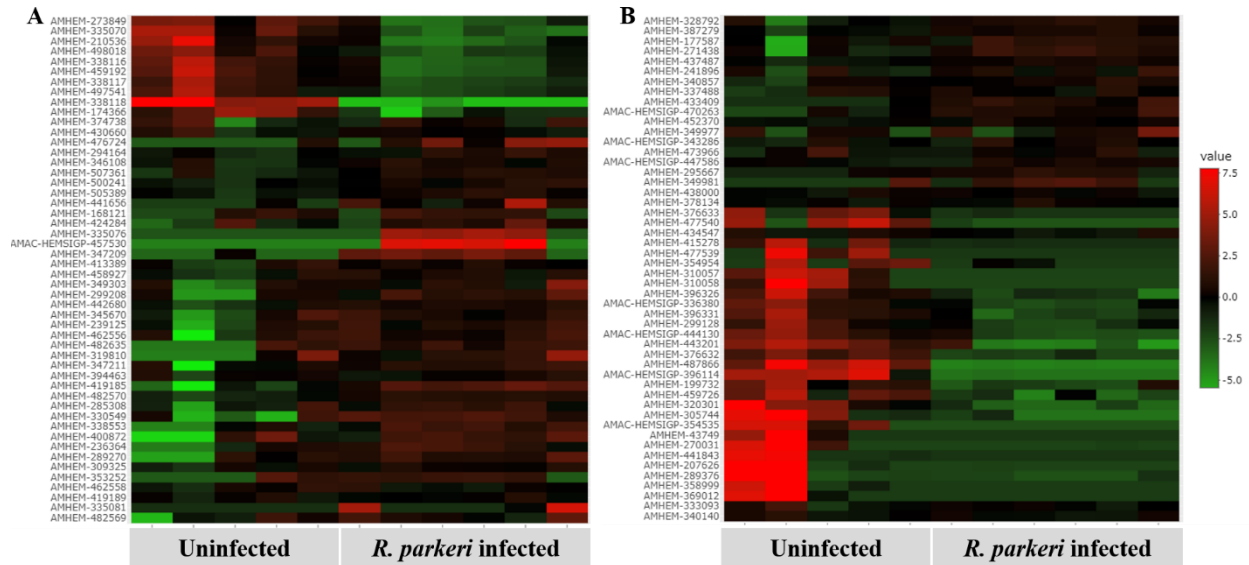 A
AMHEM-273849
AMHEM-335070
AMHEM-210536
AMHEM-498018
AMHEM-338116
AMHEM-459192
AMHEM-338117
AMHEM-497541
AMHEM-338118
AMHEM-174366
AMHEM-374738
AMHEM-430660
AMHEM-476724
AMHEM-294164
AMHEM-346108
AMHEM-507361
AMHEM-500241
AMHEM-505389
AMHEM-441656
AMHEM-168121
AMHEM-424284
AMHEM-335076
AMAC-HEMSIGP-457530
AMHEM-347209
AMHEM-413389
AMHEM-458927
AMHEM-349303
AMHEM-299208
AMHEM-442680
AMHEM-345670
AMHEM-239125
AMHEM-462556
AMHEM-482635
AMHEM-319810
AMHEM-347211
AMHEM-394463
AMHEM-419185
AMHEM-482570
AMHEM-285308
AMHEM-330549
AMHEM-338553
AMHEM-400872
AMHEM-236364
AMHEM-289270
AMHEM-309325
AMHEM-353252
AMHEM-462558
AMHEM-419189
AMHEM-335081
AMHEM-482569
Uninfected
R. parkeri infected
B
AMHEM-328792
AMHEM-387279
AMHEM-177587
AMHEM-271438
AMHEM-437487
AMHEM-241896
AMHEM-340857
AMHEM-337488
AMHEM-433409
AMAC-HEMSIGP-470263
AMHEM-452370
AMHEM-349977
AMAC-HEMSIGP-343286
AMHEM-473966
AMAC-HEMSIGP-447586
AMHEM-295667
AMHEM-349981
AMHEM-438000
AMHEM-378134
AMHEM-376633
AMHEM-477540
AMHEM-434547
AMHEM-415278
AMHEM-477539
AMHEM-354954
AMHEM-310057
AMHEM-310058
AMHEM-396326
AMAC-HEMSIGP-336380
AMHEM-396331
AMHEM-299128
AMAC-HEMSIGP-444130
AMHEM-443201
AMHEM-376632
AMHEM-487866
AMAC-HEMSIGP-396114
AMHEM-199732
AMHEM-459726
AMHEM-320301
AMHEM-305744
AMAC-HEMSIGP-354535
AMHEM-43749
AMHEM-270031
AMHEM-441843
AMHEM-207626
AMHEM-289376
AMHEM-358999
AMHEM-369012
AMHEM-333093
AMHEM-340140
Uninfected
R. parkeri infected
value
7.5
5.0
2.5
0.0
-2.5
-5.0